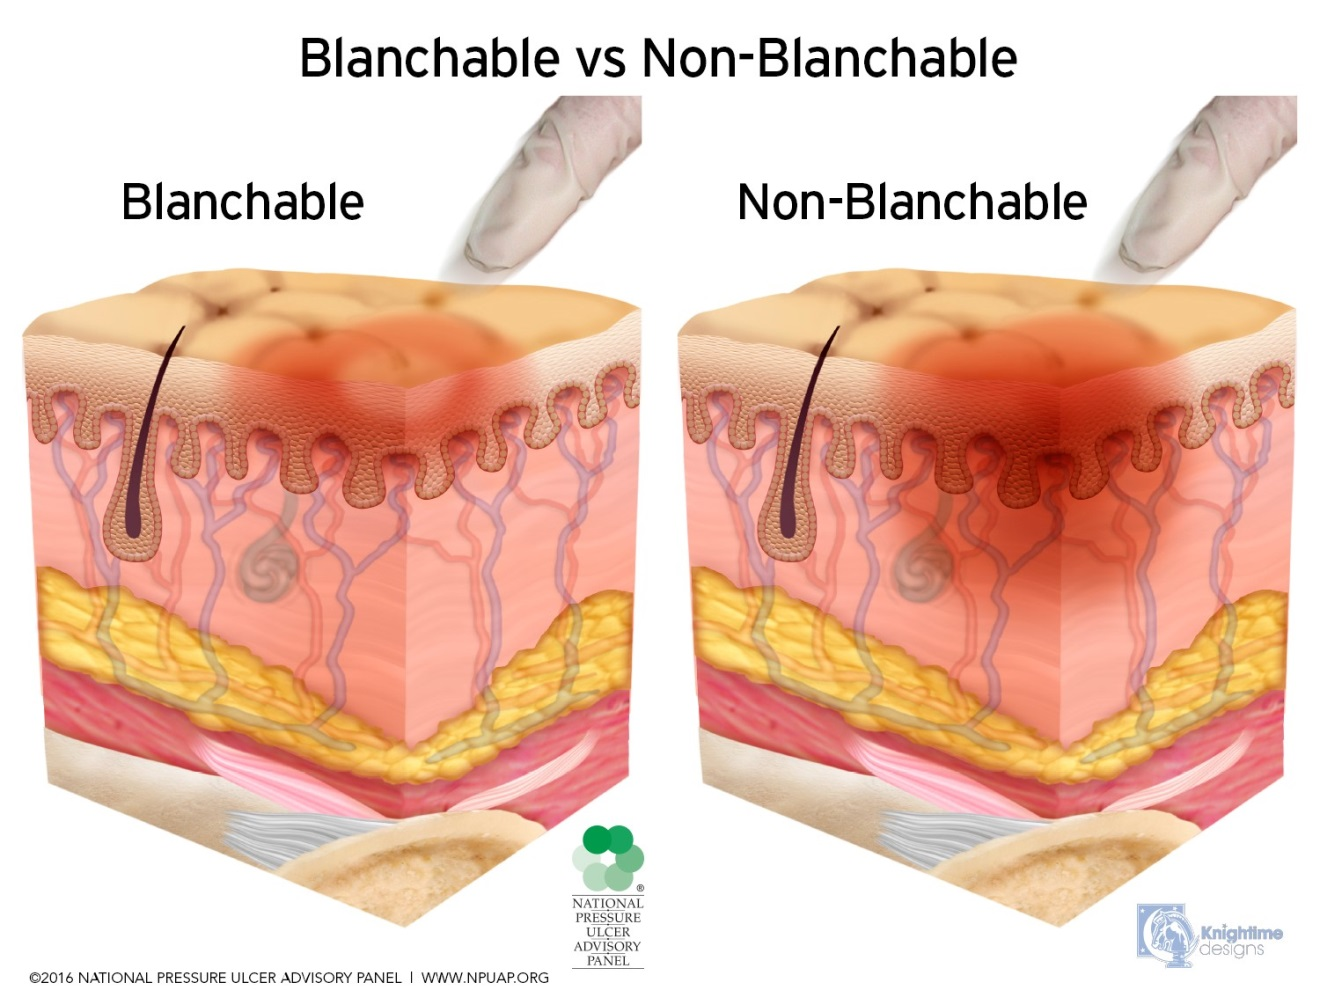 Blanchable vs Non-Blanchable
Blanchable
Non-Blanchable
®
NATIONAL
PRESSURE
ULCER
ADVISORY
PANEL
Knightime
designs
©2016 NATIONAL PRESSURE ULCER ADVISORY PANEL | WWW.NPUAP.ORG